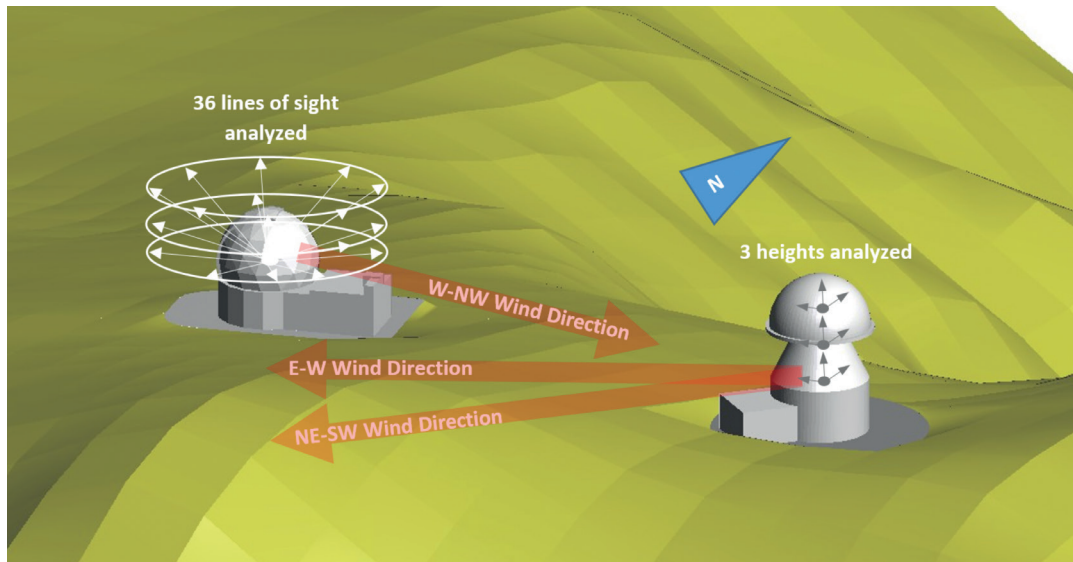 36 lines of sight
analyzed
N
3 heights analyzed
W-NW Wind Direction
E-W Wind Direction
NE-SW Wind Direction